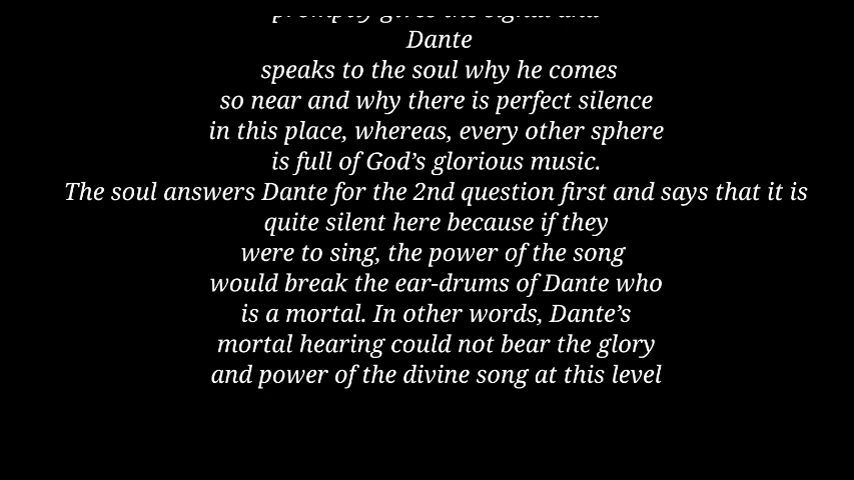 Dante
speaks to the soul why he comes
so near and why there is perfect silence
in this place, whereas, every other sphere
is full of God’s glorious music.
The soul answers Dante for the 2nd question first and says that it is
quite silent here because if they
were to sing, the power of the song
would break the ear-drums of Dante who
is a mortal. In other words, Dante’s
mortal hearing could not bear the glory
and power of the divine song at this level